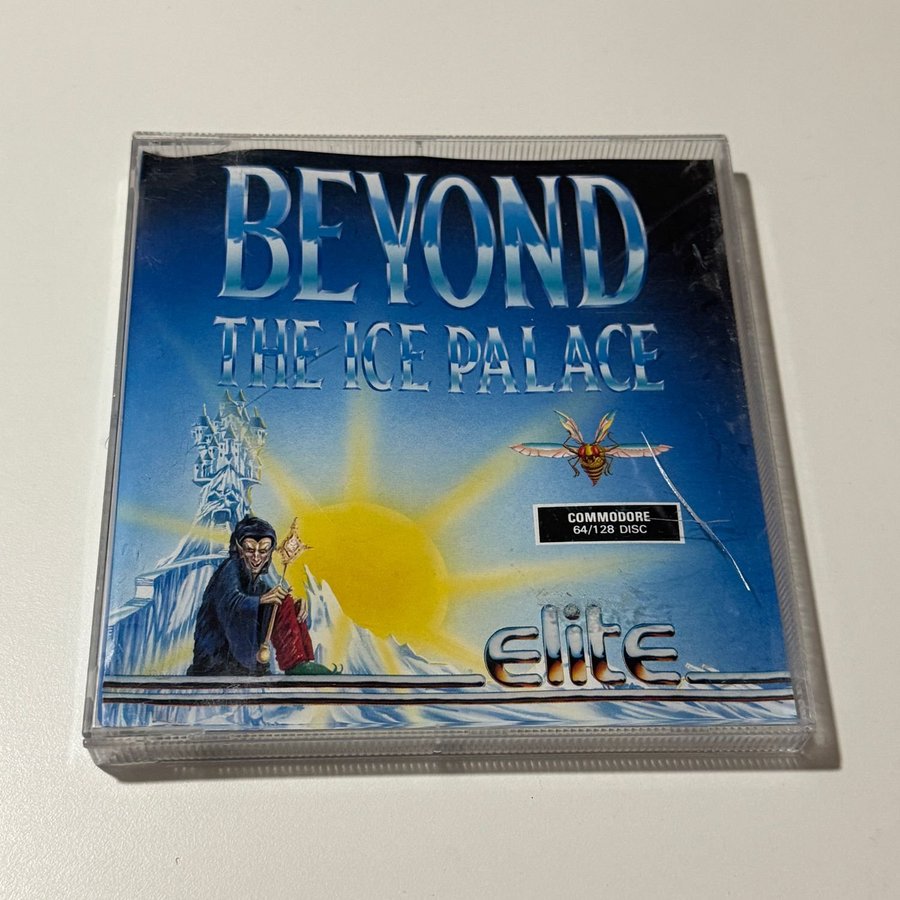 BEYOND
THE ICE PALACE
COMMODORE
64/128 DISC
elite